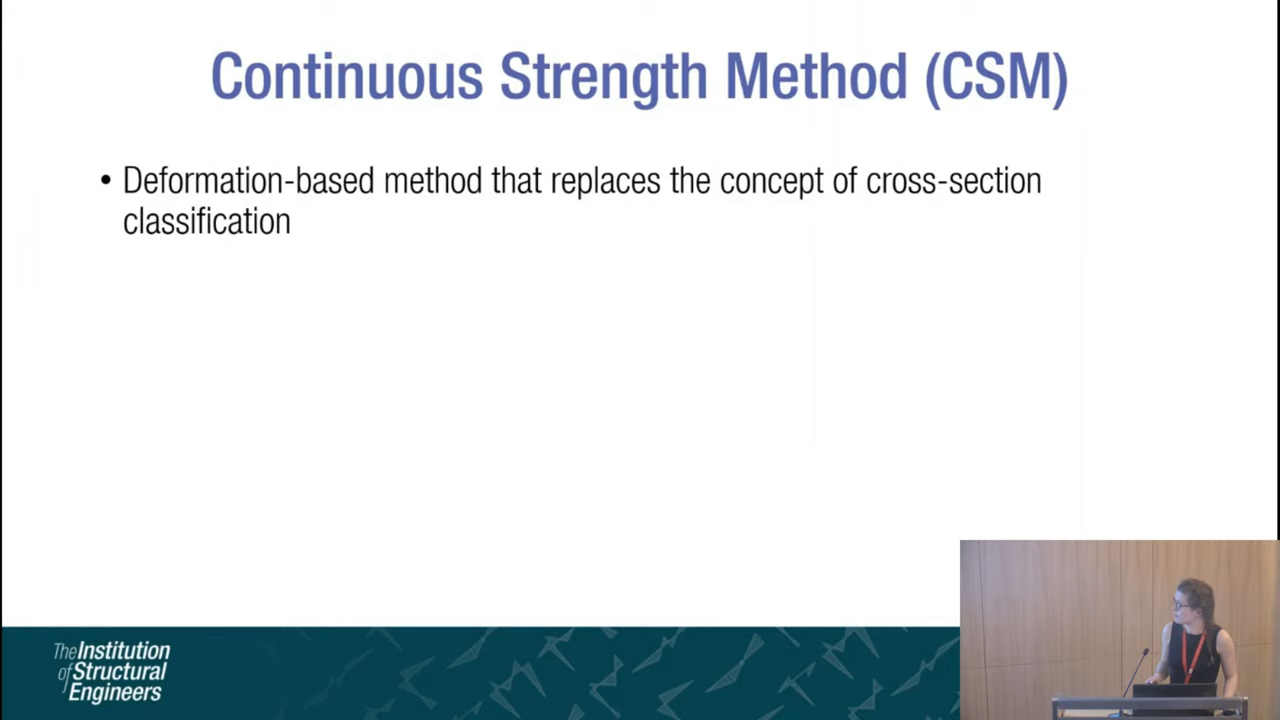 Continuous Strength Method (CSM)
• Deformation-based method that replaces the concept of cross-section
classification
The Institution
of Structural
Engineers